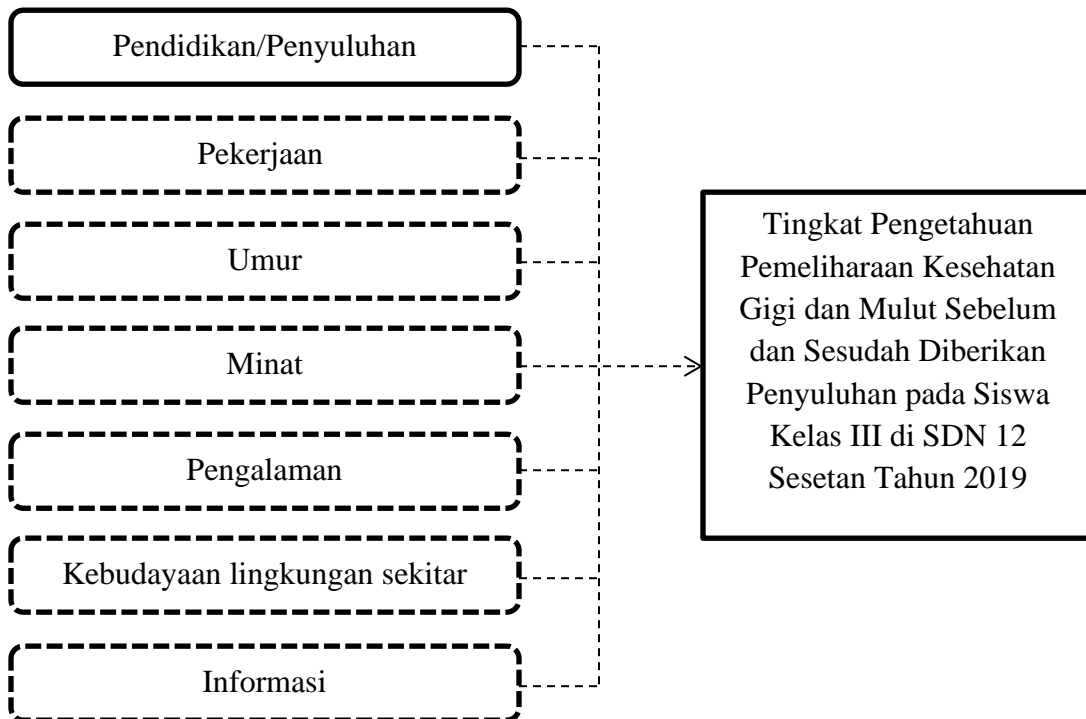 Pendidikan/Penyuluhan
Pekerjaan
Umur
Minat
Pengalaman
Kebudayaan lingkungan sekitar
Informasi
Tingkat Pengetahuan
Pemeliharaan Kesehatan
Gigi dan Mulut Sebelum
dan Sesudah Diberikan
Penyuluhan pada Siswa
Kelas III di SDN 12
Sesetan Tahun 2019